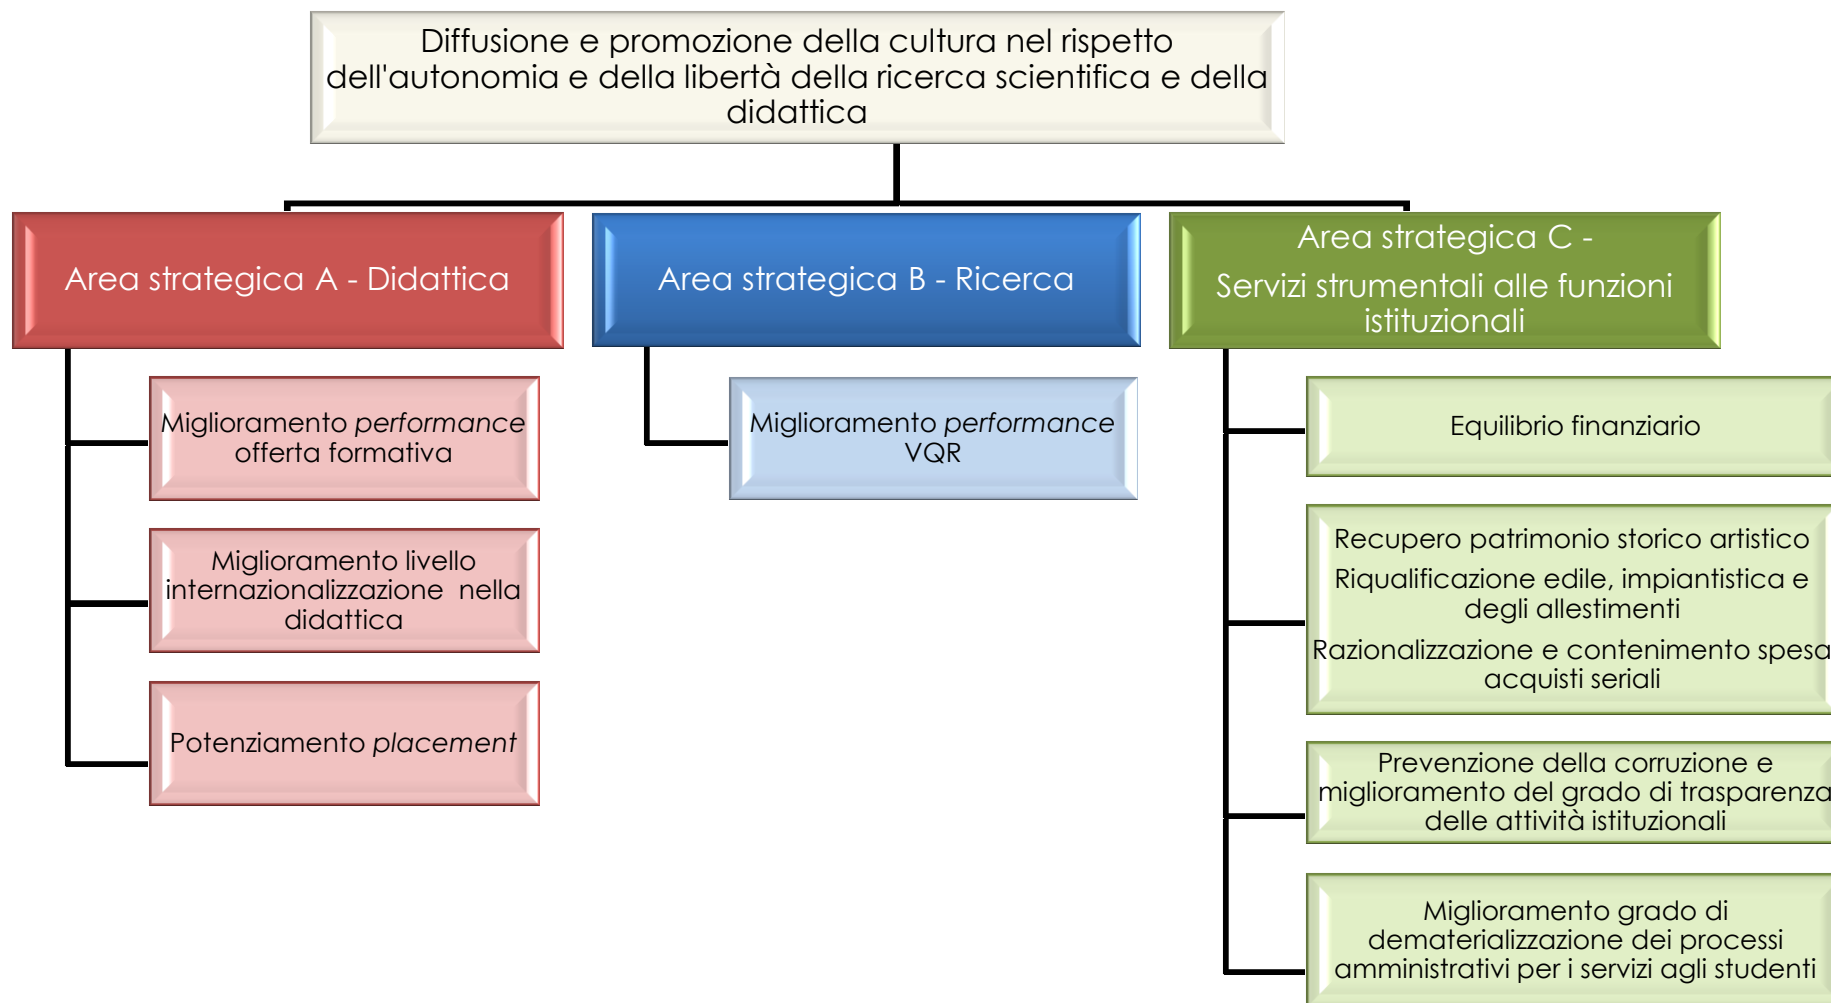 Diffusione e promozione della cultura nel rispetto
dell'autonomia e della libertà della ricerca scientifica e della
didattica
Area strategica A - Didattica
Miglioramento performance
offerta formativa
Miglioramento livello
internazionalizzazione nella
didattica
Potenziamento placement
Area strategica B - Ricerca
Miglioramento performance
VQR
Area strategica C -
Servizi strumentali alle funzioni
istituzionali
Equilibrio finanziario
Recupero patrimonio storico artistico
Riqualificazione edile, impiantistica e
degli allestimenti
Razionalizzazione e contenimento spesa
acquisti seriali
Prevenzione della corruzione e
miglioramento del grado di trasparenza
delle attività istituzionali
Miglioramento grado di
dematerializzazione dei processi
amministrativi per i servizi agli studenti